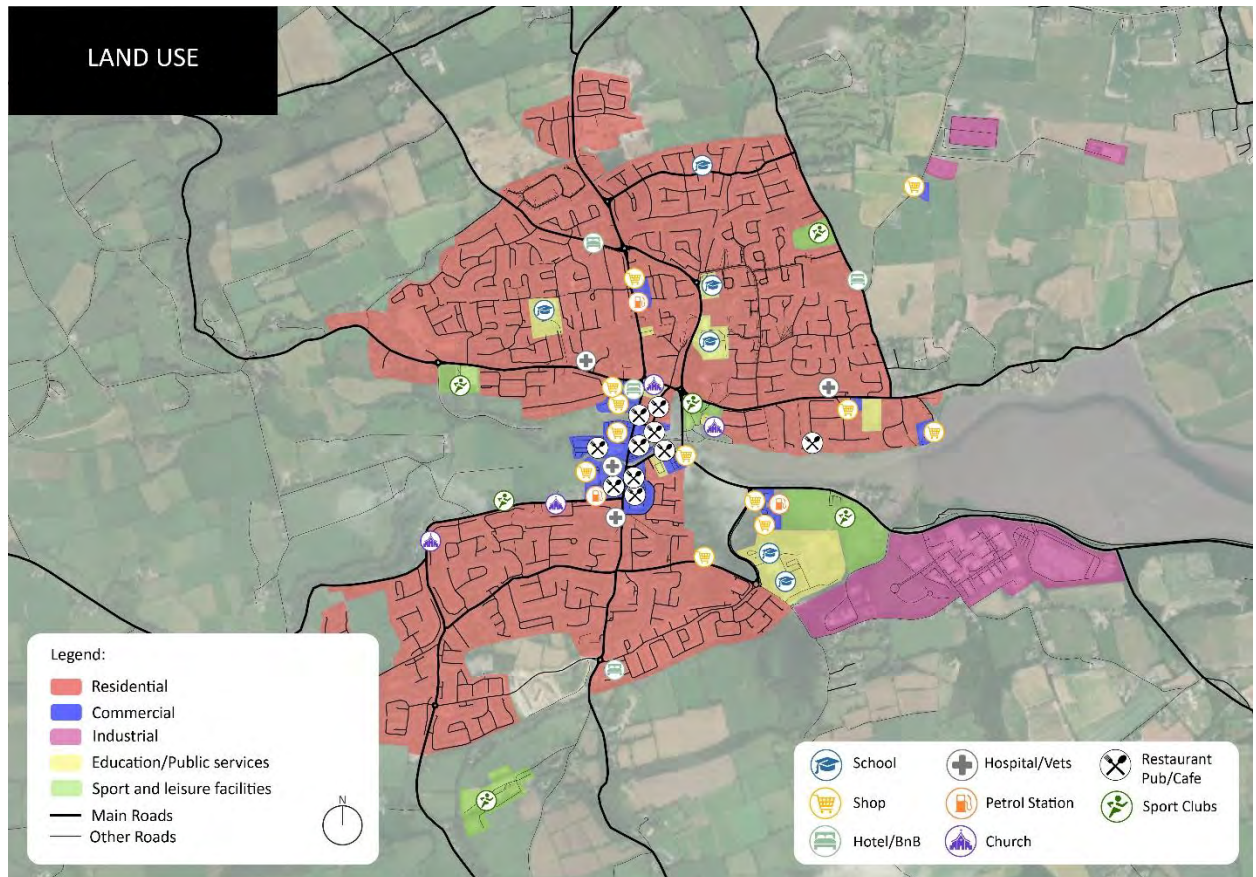 LAND USE
Legend:
Residential
Commercial
Industrial
Education/Public services
Sport and leisure facilities
Main Roads
Other Roads
N
School
Shop
Hotel/BnB
Hospital/Vets
Petrol Station
Church
Restaurant
Pub/Cafe
Sport Clubs